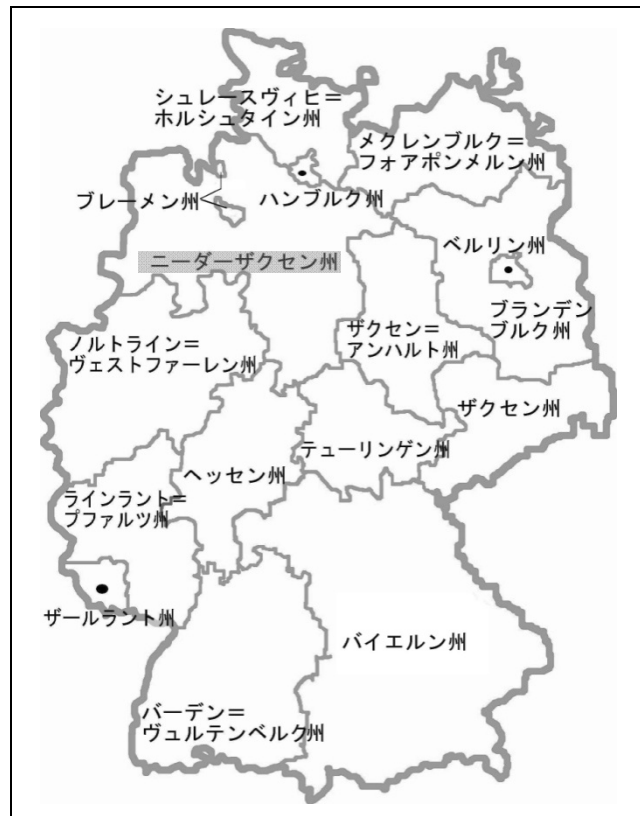 シュレースヴィヒ＝
ホルシュタイン州
メクレンブルク＝
フォアポンメルン州
ブレーメン州
ハンブルク州
ベルリン州
ニーダーザクセン州
ブランデン
ブルク州
ノルトライン＝
ヴェストファーレン州
ザクセン＝
アンハルト州
ザクセン州
テューリンゲン州
ヘッセン州
ラインラント＝
プファルツ州
ザールラント州
バイエルン州
バーデン＝
ヴュルテンベルク州